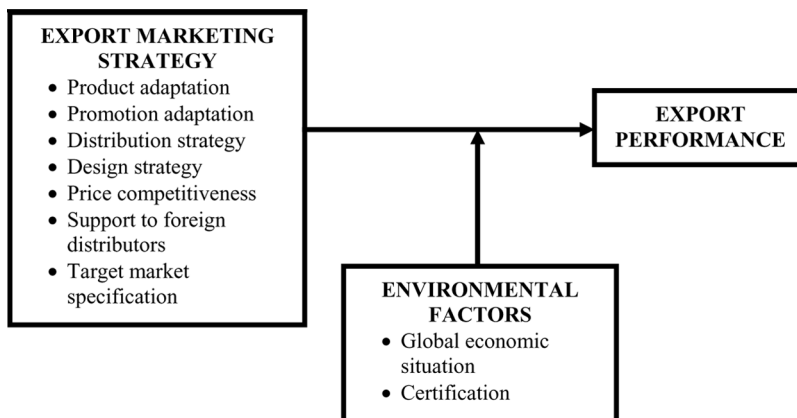 EXPORT MARKETING
STRATEGY
• Product adaptation
• Promotion adaptation
• Distribution strategy
• Design strategy
• Price competitiveness
• Support to foreign
distributors
• Target market
specification
EXPORT
PERFORMANCE
ENVIRONMENTAL
FACTORS
• Global economic
situation
• Certification